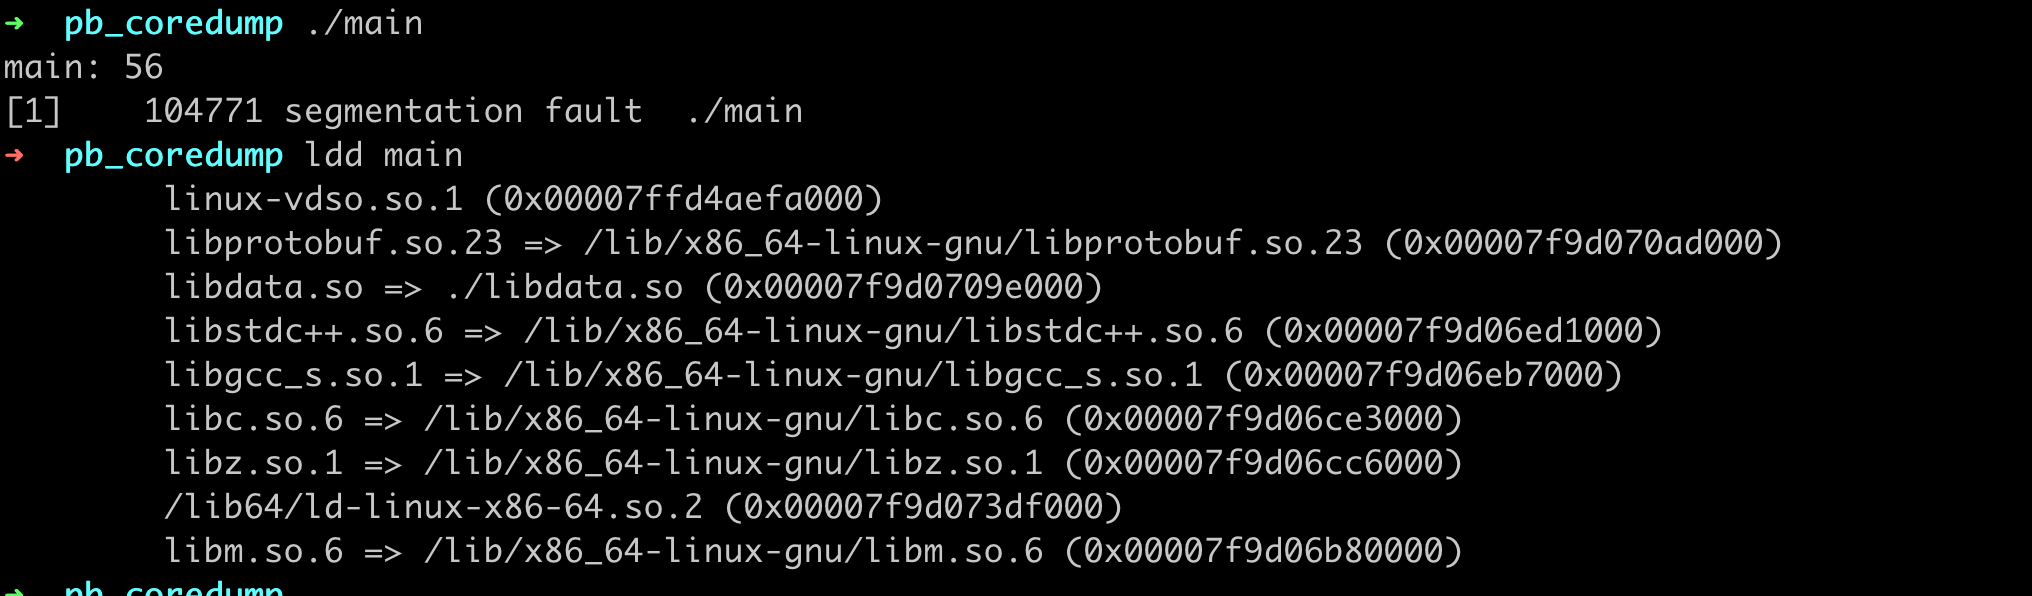 ➜  pb_coredump ./main
main: 56
[1]    104771 segmentation fault  ./main
➜  pb_coredump ldd main
        linux-vdso.so.1 (0x00007ffd4aefa000)
        libprotobuf.so.23 => /lib/x86_64-linux-gnu/libprotobuf.so.23 (0x00007f9d070ad000)
        libdata.so => ./libdata.so (0x00007f9d0709e000)
        libstdc++.so.6 => /lib/x86_64-linux-gnu/libstdc++.so.6 (0x00007f9d06ed1000)
        libgcc_s.so.1 => /lib/x86_64-linux-gnu/libgcc_s.so.1 (0x00007f9d06eb7000)
        libc.so.6 => /lib/x86_64-linux-gnu/libc.so.6 (0x00007f9d06ce3000)
        libz.so.1 => /lib/x86_64-linux-gnu/libz.so.1 (0x00007f9d06cc6000)
        /lib64/ld-linux-x86-64.so.2 (0x00007f9d073df000)
        libm.so.6 => /lib/x86_64-linux-gnu/libm.so.6 (0x00007f9d06b80000)
➜  pb_coredump